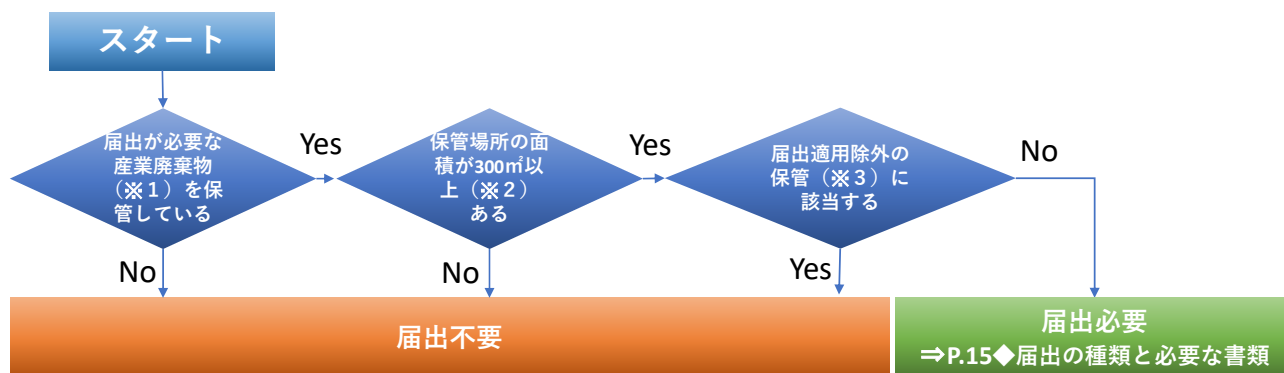 スタート
届出が必要な
産業廃棄物
（※１）を保
管している
Yes
保管場所の面
積が300㎡以
上（※２）
ある
Yes
届出適用除外の
保管（※３）に
該当する
No
No
No
Yes
届出不要
届出必要
⇒P.15◆届出の種類と必要な書類